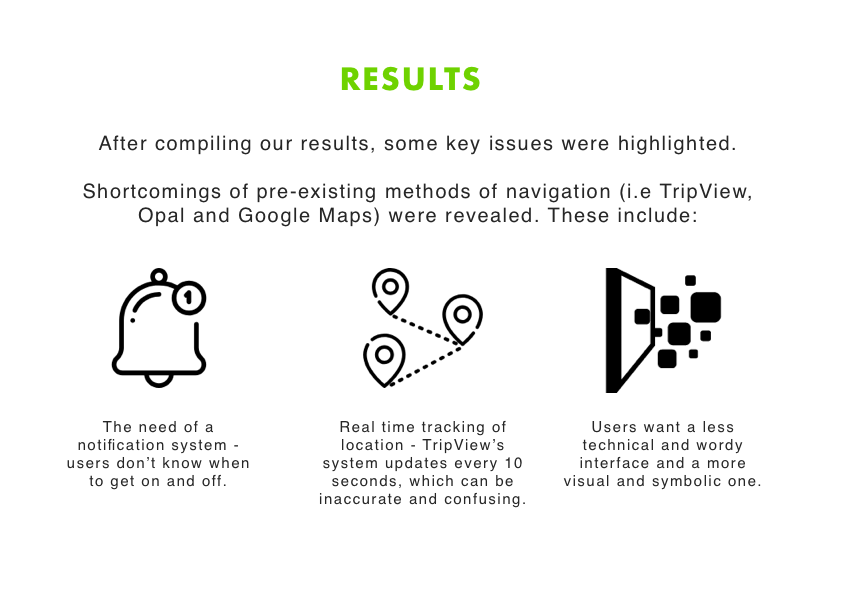 RESULTS
After compiling our results, some key issues were highlighted.
Shortcomings of pre-existing methods of navigation (i.e TripView,
Opal and Google Maps) were revealed. These include:
1
The need of a
notification system -
users don’t know when
to get on and off.
Real time tracking of
location - TripView’s
system updates every 10
seconds, which can be
inaccurate and confusing.
Users want a less
technical and wordy
interface and a more
visual and symbolic one.